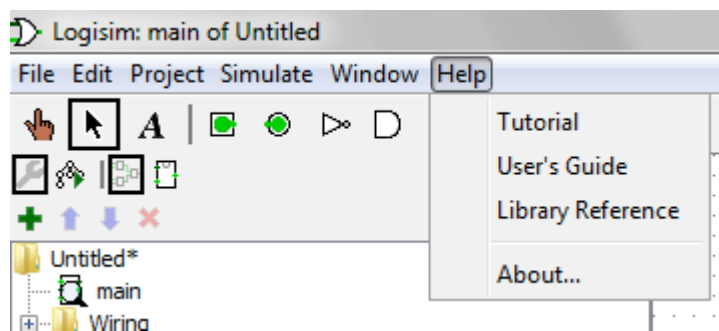 Logisim: main of Untitled
File Edit Project Simulate Window Help
A
Tutorial
User's Guide
Library Reference
About...
Untitled*
main
Wiring